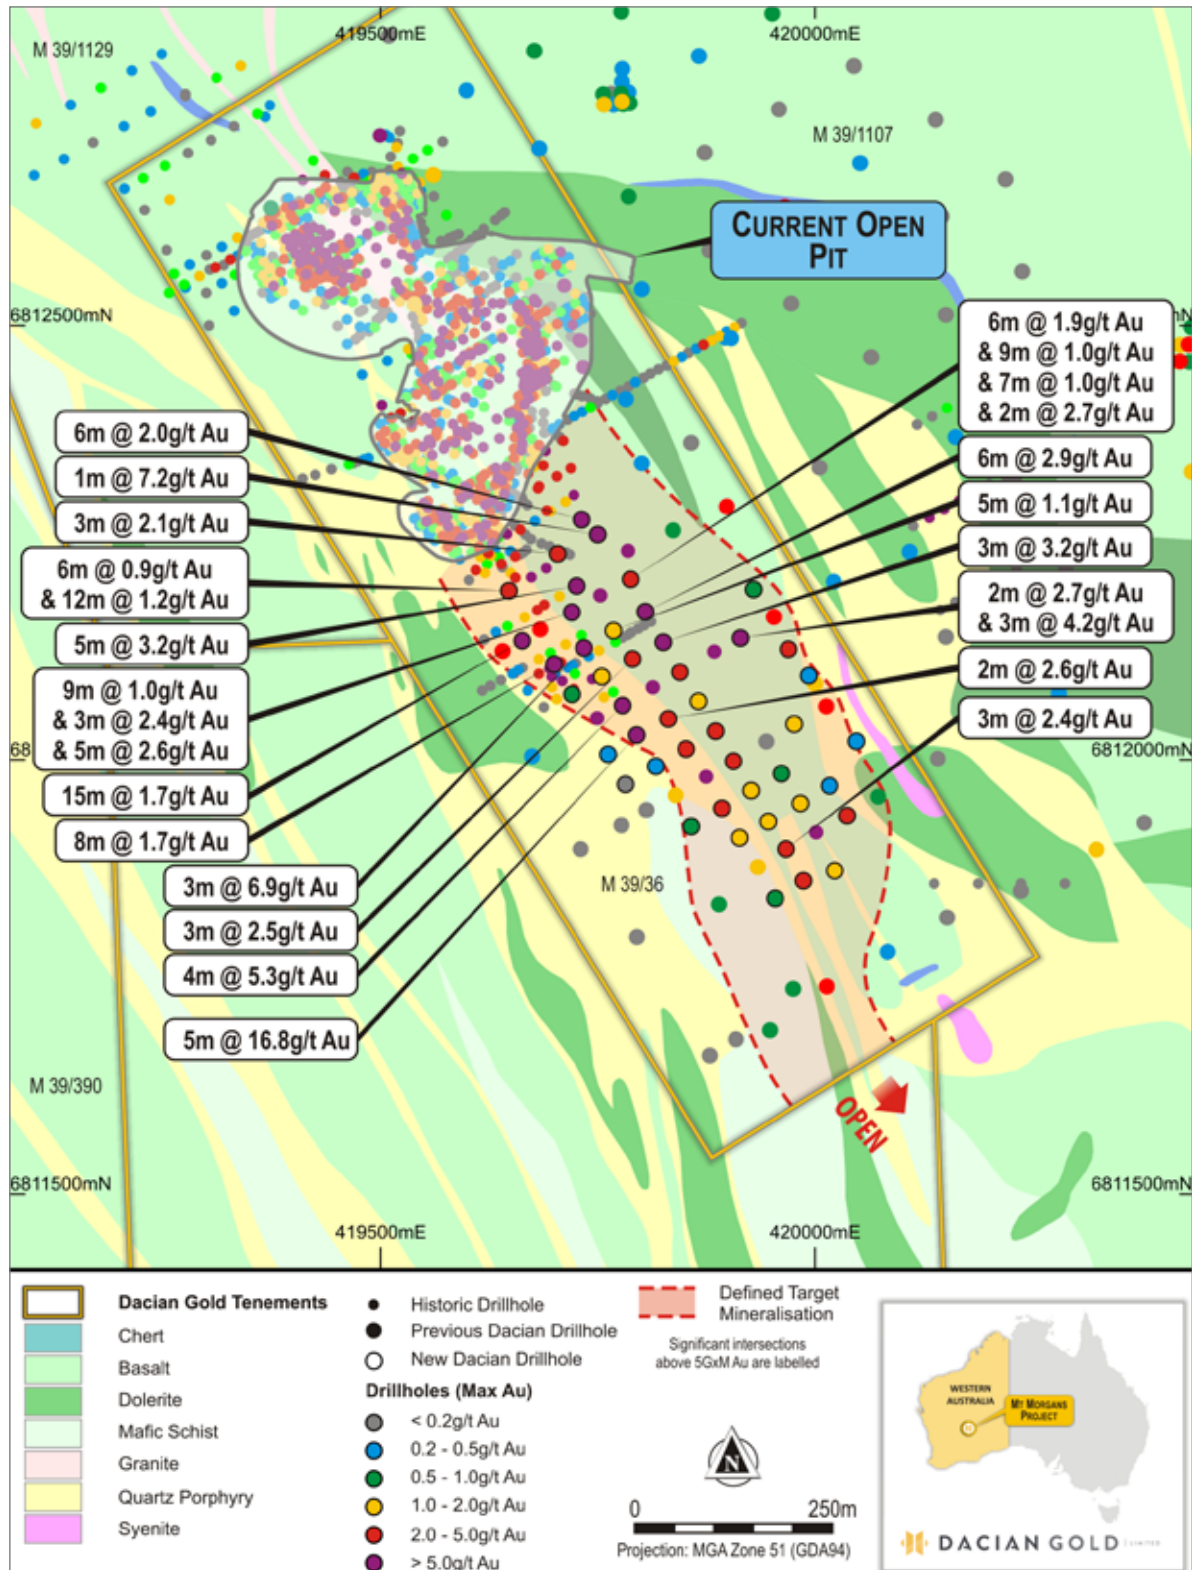 419500mE
420000mE
M 39/1129
M 39/1107
CURRENT OPEN
PIT
6812500mN
N
6m @ 1.9g/t Au
& 9m @ 1.0g/t Au
& 7m @ 1.0g/t Au
& 2m @ 2.7g/t Au
6m @ 2.9g/t Au
5m @ 1.1g/t Au
3m @ 3.2g/t Au
2m @ 2.7g/t Au
& 3m @ 4.2g/t Au
2m @ 2.6g/t Au
3m @ 2.4g/t Au
6m @ 2.0g/t Au
1m @ 7.2g/t Au
3m @ 2.1g/t Au
6m @ 0.9g/t Au
& 12m @ 1.2g/t Au
5m @ 3.2g/t Au
9m @ 1.0g/t Au
& 3m @ 2.4g/t Au
& 5m @ 2.6g/t Au
15m @ 1.7g/t Au
8m @ 1.7g/t Au
3m @ 6.9g/t Au
3m @ 2.5g/t Au
4m @ 5.3g/t Au
5m @ 16.8g/t Au
68
6812000mN
M 39/36
M 39/390
OPEN
6811500mN
6811500mN
419500mE
420000mE
Dacian Gold Tenements
Chert
Basalt
Dolerite
Mafic Schist
Granite
Quartz Porphyry
Syenite
Historic Drillhole
Previous Dacian Drillhole
New Dacian Drillhole
Drillholes (Max Au)
< 0.2g/t Au
0.2 - 0.5g/t Au
0.5 - 1.0g/t Au
1.0 - 2.0g/t Au
2.0 - 5.0g/t Au
> 5.0g/t Au
Defined Target
Mineralisation
Significant intersections
above 5GxM Au are labelled
N
0 250m
Projection: MGA Zone 51 (GDA94)
WESTERN
AUSTRALIA
MT MORGANS
PROJECT
DACIAN GOLD LIMITED